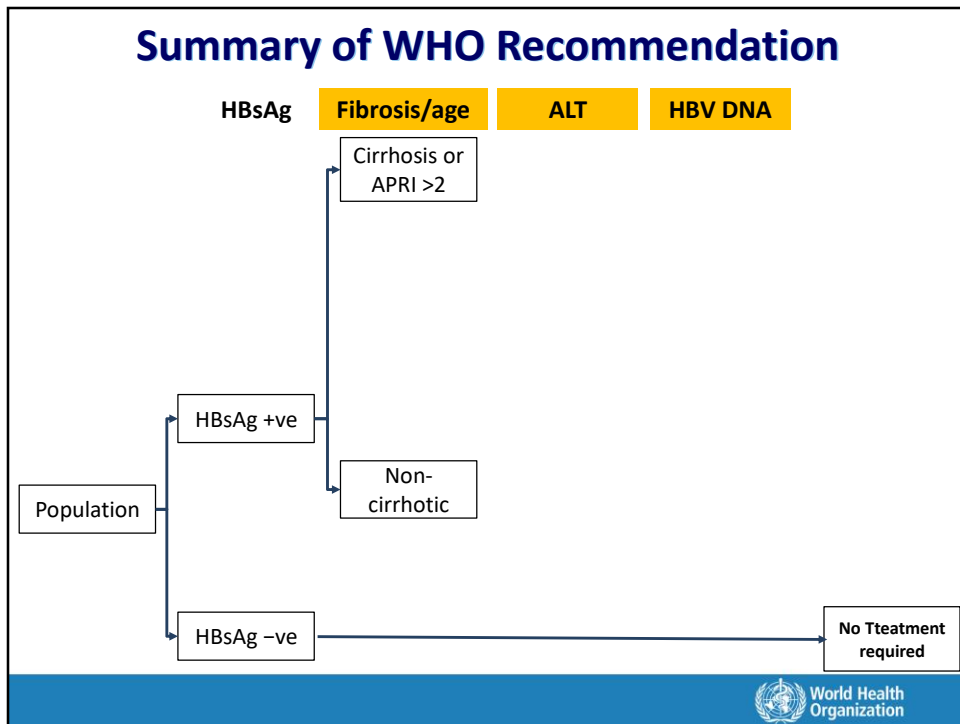 Summary of WHO Recommendation
HBsAg Fibrosis/age ALT HBV DNA
Cirrhosis or
APRI >2
HBsAg +ve
Non-
cirrhotic
Population
HBsAg −ve
No Tteatment
required
World Health
Organization